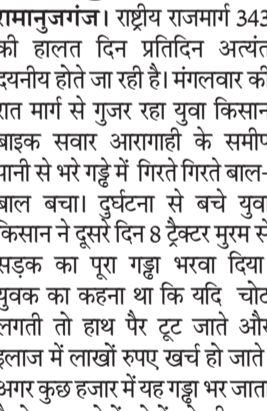 रामानुजगंज। राष्ट्रीय राजमार्ग 343
की हालत दिन प्रतिदिन अत्यंत
दयनीय होते जा रही है। मंगलवार की
रात मार्ग से गुजर रहा युवा किसान
बाइक सवार आरागाही के समीप
पानी से भरे गड्ढे में गिरते गिरते बाल-
बाल बचा। दुर्घटना से बचे युवा
किसान ने दूसरे दिन 8 ट्रैक्टर मुरम से
सड़क का पूरा गड्ढा भरवा दिया
युवक का कहना था कि यदि चोट
लगती तो हाथ पैर टूट जाते और
इलाज में लाखों रुपए खर्च हो जाते
अगर कुछ हजार में यह गड्ढा भर जाता